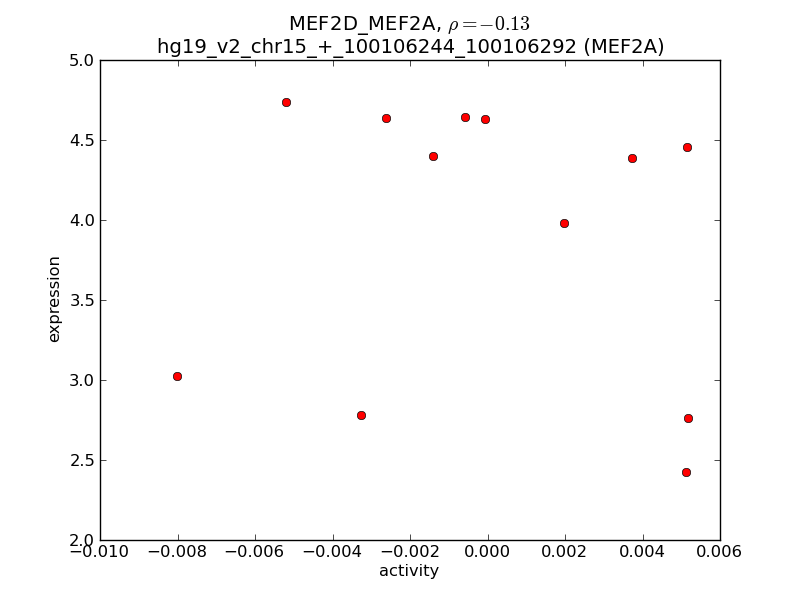 MEF2D_MEF2A, ρ=−0.13
hg19_v2_chr15_+_100106244_100106292 (MEF2A)
5.0
4.5
4.0
3.5
3.0
2.5
2.0
expression
−0.010 −0.008 −0.006 −0.004 −0.002 0.000 0.002 0.004 0.006
activity